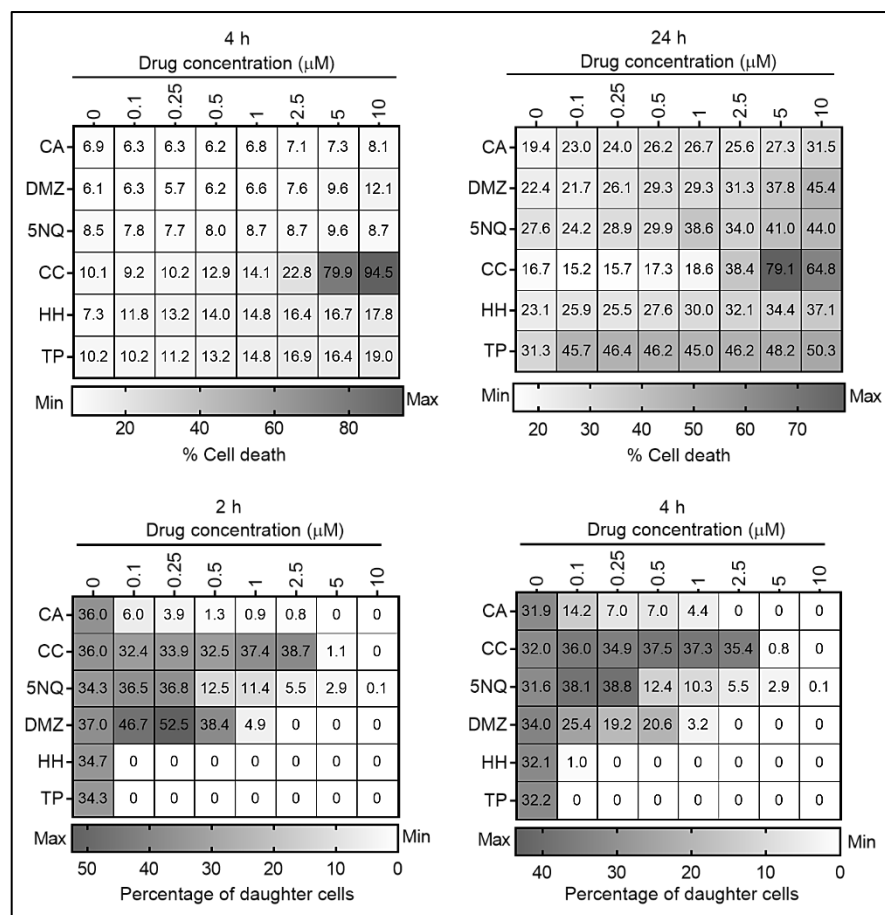 4 h
Drug concentration (μM)
0 0.1 0.25 0.5 1 2.5 5 10
CA 6.9 6.3 6.3 6.2 6.8 7.1 7.3 8.1
DMZ 6.1 6.3 5.7 6.2 6.6 7.6 9.6 12.1
5NQ 8.5 7.8 7.7 8.0 8.7 8.7 9.6 8.7
CC 10.1 9.2 10.2 12.9 14.1 22.8 79.9 94.5
HH 7.3 11.8 13.2 14.0 14.8 16.4 16.7 17.8
TP 10.2 10.2 11.2 13.2 14.8 16.9 16.4 19.0
Min Max
20 40 60 80
% Cell death
24 h
Drug concentration (μM)
0 0.1 0.25 0.5 1 2.5 5 10
CA 19.4 23.0 24.0 26.2 26.7 25.6 27.3 31.5
DMZ 22.4 21.7 26.1 29.3 29.3 31.3 37.8 45.4
5NQ 27.6 24.2 28.9 29.9 38.6 34.0 41.0 44.0
CC 16.7 15.2 15.7 17.3 18.6 38.4 79.1 64.8
HH 23.1 25.9 25.5 27.6 30.0 32.1 34.4 37.1
TP 31.3 45.7 46.4 46.2 45.0 46.2 48.2 50.3
Min Max
20 30 40 50 60 70
% Cell death
2 h
Drug concentration (μM)
0 0.1 0.25 0.5 1 2.5 5 10
CA 36.0 6.0 3.9 1.3 0.9 0.8 0 0
CC 36.0 32.4 33.9 32.5 37.4 38.7 1.1 0
5NQ 34.3 36.5 36.8 12.5 11.4 5.5 2.9 0.1
DMZ 37.0 46.7 52.5 38.4 4.9 0 0 0
HH 34.7 0 0 0 0 0 0 0
TP 34.3 0 0 0 0 0 0 0
Max Min
50 40 30 20 10 0
Percentage of daughter cells
4 h
Drug concentration (μM)
0 0.1 0.25 0.5 1 2.5 5 10
CA 31.9 14.2 7.0 7.0 4.4 0 0 0
CC 32.0 36.0 34.9 37.5 37.3 35.4 0.8 0
5NQ 31.6 38.1 38.8 12.4 10.3 5.5 2.9 0.1
DMZ 34.0 25.4 19.2 20.6 3.2 0 0 0
HH 32.1 1.0 0 0 0 0 0 0
TP 32.2 0 0 0 0 0 0 0
Max Min
40 30 20 10 0
Percentage of daughter cells